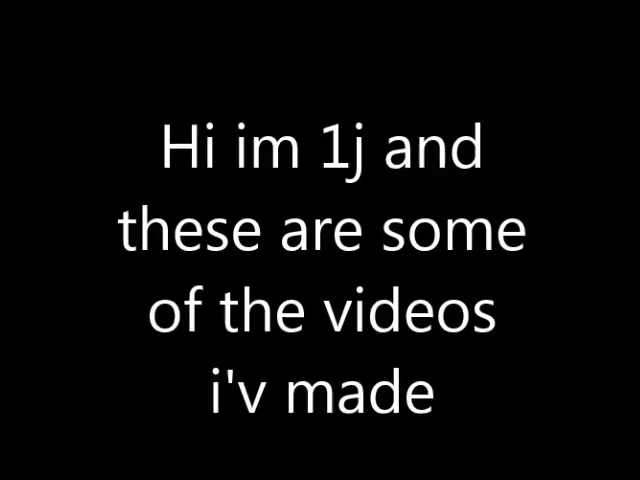 Hi im 1j and
these are some
of the videos
i'v made